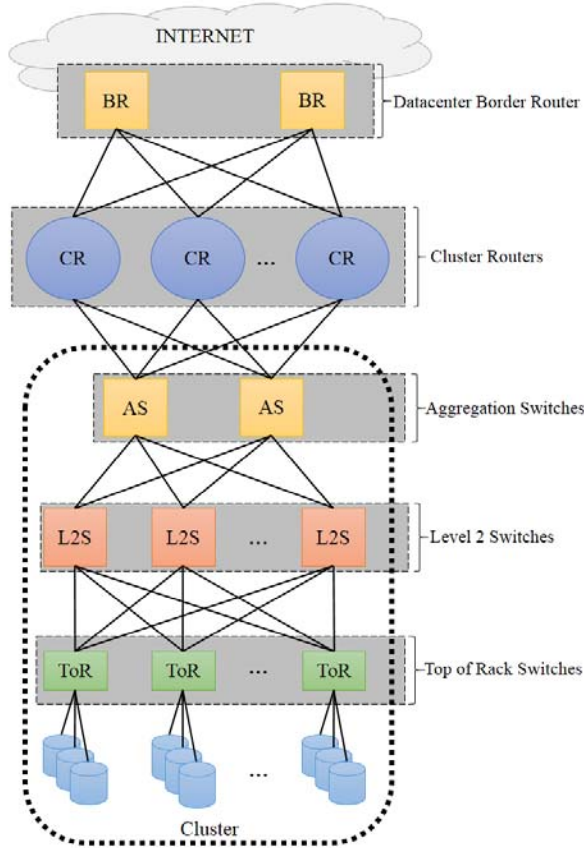 INTERNET
BR BR
Datacenter Border Router
CR CR ... CR
Cluster Routers
AS AS
Aggregation Switches
L2S L2S ... L2S
Level 2 Switches
ToR ToR ... ToR
Top of Rack Switches
...
Cluster